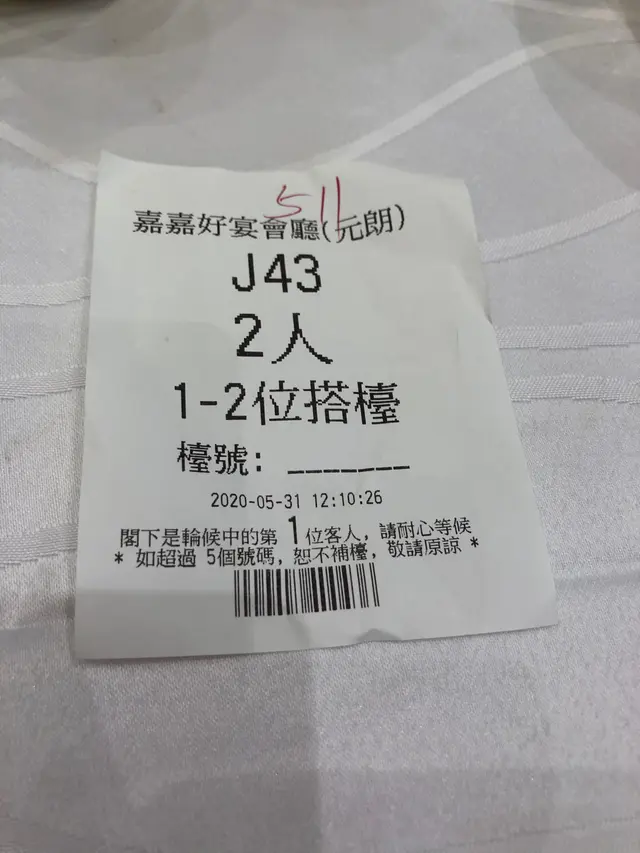 511
嘉嘉好宴會廳(元朗)
J43
2人
1-2位搭檯
檯號: _______
2020-05-31 12:10:26
閣下是輪候中的第 1 位客人, 請耐心等候
* 如超過 5個號碼, 恕不補檯, 敬請原諒 *